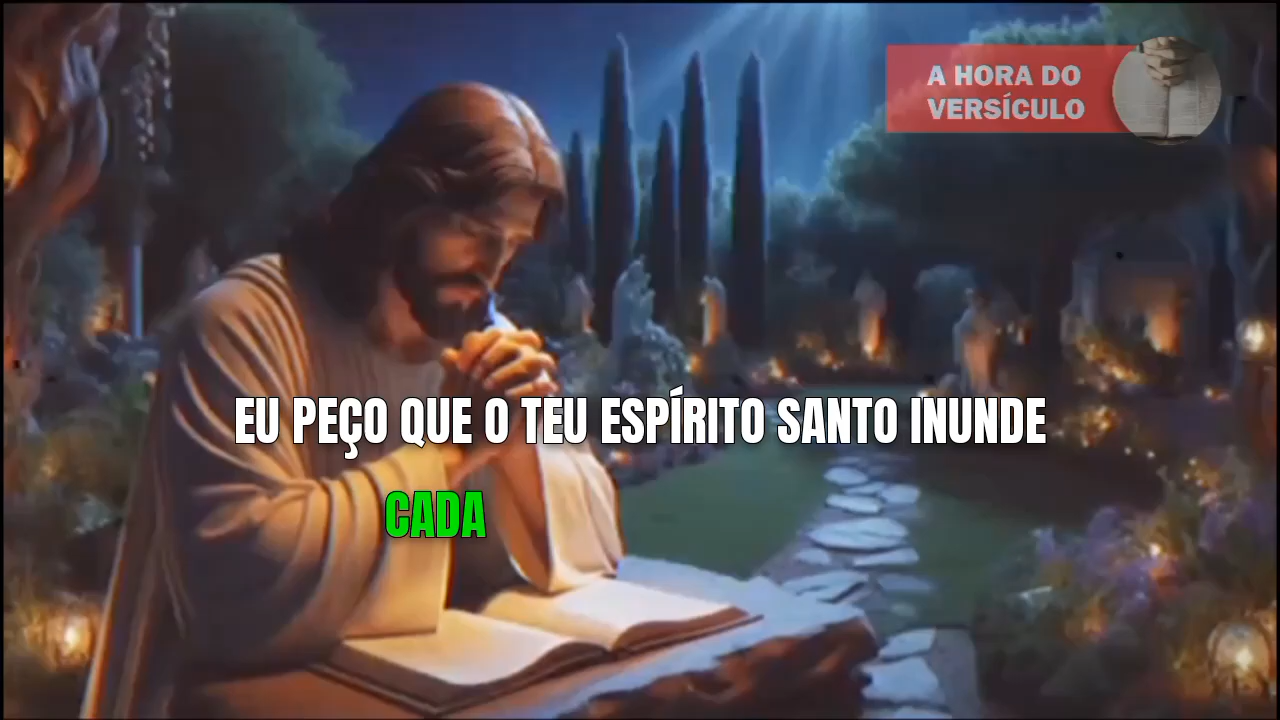 A HORA DO
VERSÍCULO
EU PEÇO QUE O TEU ESPÍRITO SANTO INUNDE
CADA